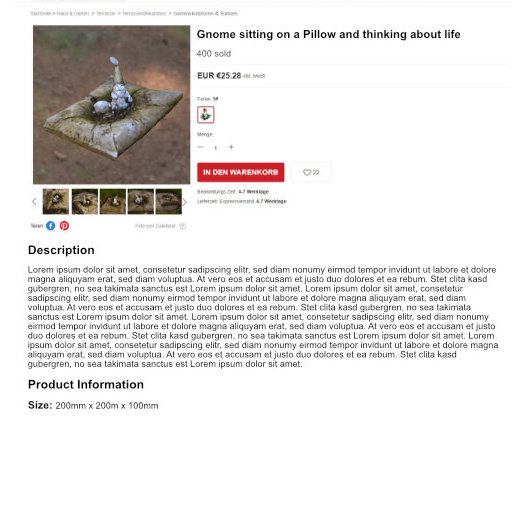 Startseite > Haus & Garten > Terrasse > Terrassendekoration > Gartenskulpturen & Statuen
Gnome sitting on a Pillow and thinking about life
400 sold
EUR €25.28 inkl. MwSt
Farbe:
Menge:
− 1 +
IN DEN WARENKORB
22
Bearbeitungs Zeit: 4-7 Werktage
Lieferzeit: Expressversand 4-7 Werktage
Teilen
Description
Lorem ipsum dolor sit amet, consetetur sadipscing elitr, sed diam nonumy eirmod tempor invidunt ut labore et dolore
magna aliquyam erat, sed diam voluptua. At vero eos et accusam et justo duo dolores et ea rebum. Stet clita kasd
gubergren, no sea takimata sanctus est Lorem ipsum dolor sit amet. Lorem ipsum dolor sit amet, consetetur
sadipscing elitr, sed diam nonumy eirmod tempor invidunt ut labore et dolore magna aliquyam erat, sed diam
voluptua. At vero eos et accusam et justo duo dolores et ea rebum. Stet clita kasd gubergren, no sea takimata
sanctus est Lorem ipsum dolor sit amet. Lorem ipsum dolor sit amet, consetetur sadipscing elitr, sed diam nonumy
eirmod tempor invidunt ut labore et dolore magna aliquyam erat, sed diam voluptua. At vero eos et accusam et justo
duo dolores et ea rebum. Stet clita kasd gubergren, no sea takimata sanctus est Lorem ipsum dolor sit amet. Lorem
ipsum dolor sit amet, consetetur sadipscing elitr, sed diam nonumy eirmod tempor invidunt ut labore et dolore magna
aliquyam erat, sed diam voluptua. At vero eos et accusam et justo duo dolores et ea rebum. Stet clita kasd
gubergren, no sea takimata sanctus est Lorem ipsum dolor sit amet.
Product Information
Size: 200mm x 200m x 100mm